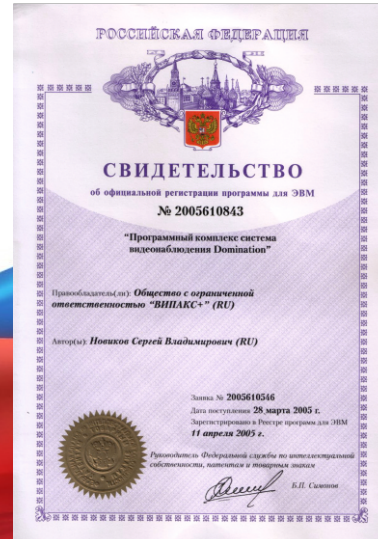 РОССИЙСКАЯ ФЕДЕРАЦИЯ
СВИДЕТЕЛЬСТВО
об официальной регистрации программы для ЭВМ
№ 2005610843
“Программный комплекс система
видеонаблюдения Domination”
Правообладатель(ли): Общество с ограниченной
ответственностью “ВИПАКС+” (RU)
Автор(ы): Новиков Сергей Владимирович (RU)
Заявка № 2005610546
Дата поступления 28 марта 2005 г.
Зарегистрировано в Реестре программ для ЭВМ
11 апреля 2005 г.
Руководитель Федеральной службы по интеллектуальной
собственности, патентам и товарным знакам
Б.П. Симонов